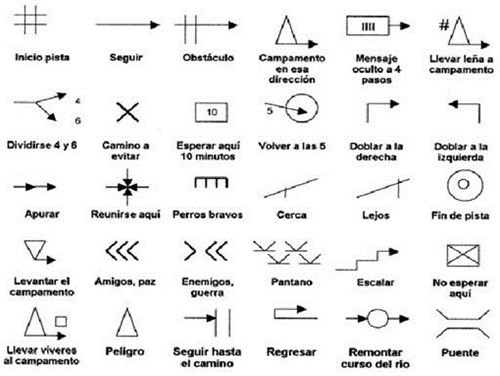 Inicio pista
Seguir
Obstáculo
Campamento
en esa
dirección
Mensaje
oculto a 4
pasos
#
Llevar leña a
campamento
4
6
Dividirse 4 y 6
Camino a
evitar
10
Esperar aquí
10 minutos
5
Volver a las 5
Doblar a la
derecha
Doblar a la
izquierda
Apurar
Reunirse aquí
Perros bravos
Cerca
Lejos
Fin de pista
Levantar el
campamento
Amigos, paz
Enemigos,
guerra
Pantano
Escalar
No esperar
aquí
Llevar víveres
al campamento
Peligro
Seguir hasta
el camino
Regresar
Remontar
curso del río
Puente